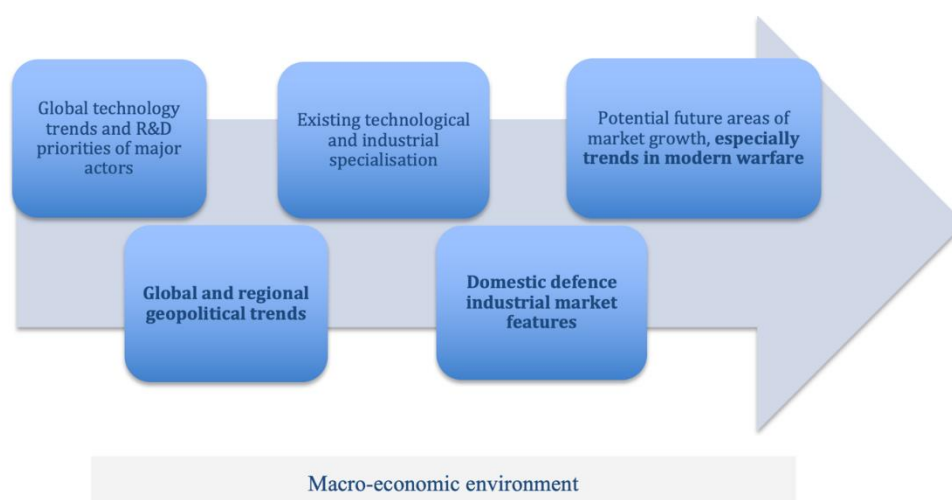 Global technology
trends and R&D
priorities of major
actors
Existing technological
and industrial
specialisation
Potential future areas of
market growth, especially
trends in modern warfare
Global and regional
geopolitical trends
Domestic defence
industrial market
features
Macro-economic environment